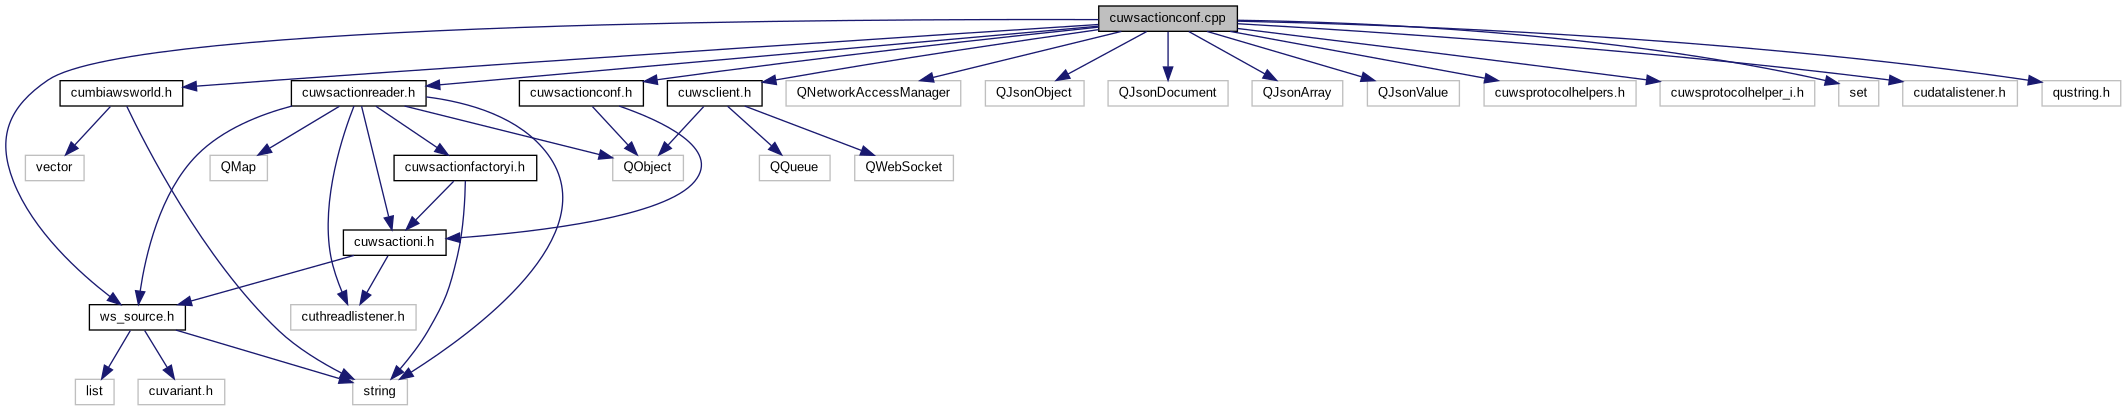 cuwsactionconf.cpp
cumbiawsworld.h
cuwsactionreader.h
cuwsactionconf.h
cuwsclient.h
QNetworkAccessManager
QJsonObject
QJsonDocument
QJsonArray
QJsonValue
cuwsprotocolhelpers.h
cuwsprotocolhelper_i.h
set
cudatalistener.h
qustring.h
vector
QMap
cuwsactionfactoryi.h
QObject
QQueue
QWebSocket
cuwsactioni.h
ws_source.h
cuthreadlistener.h
list
cuvariant.h
string